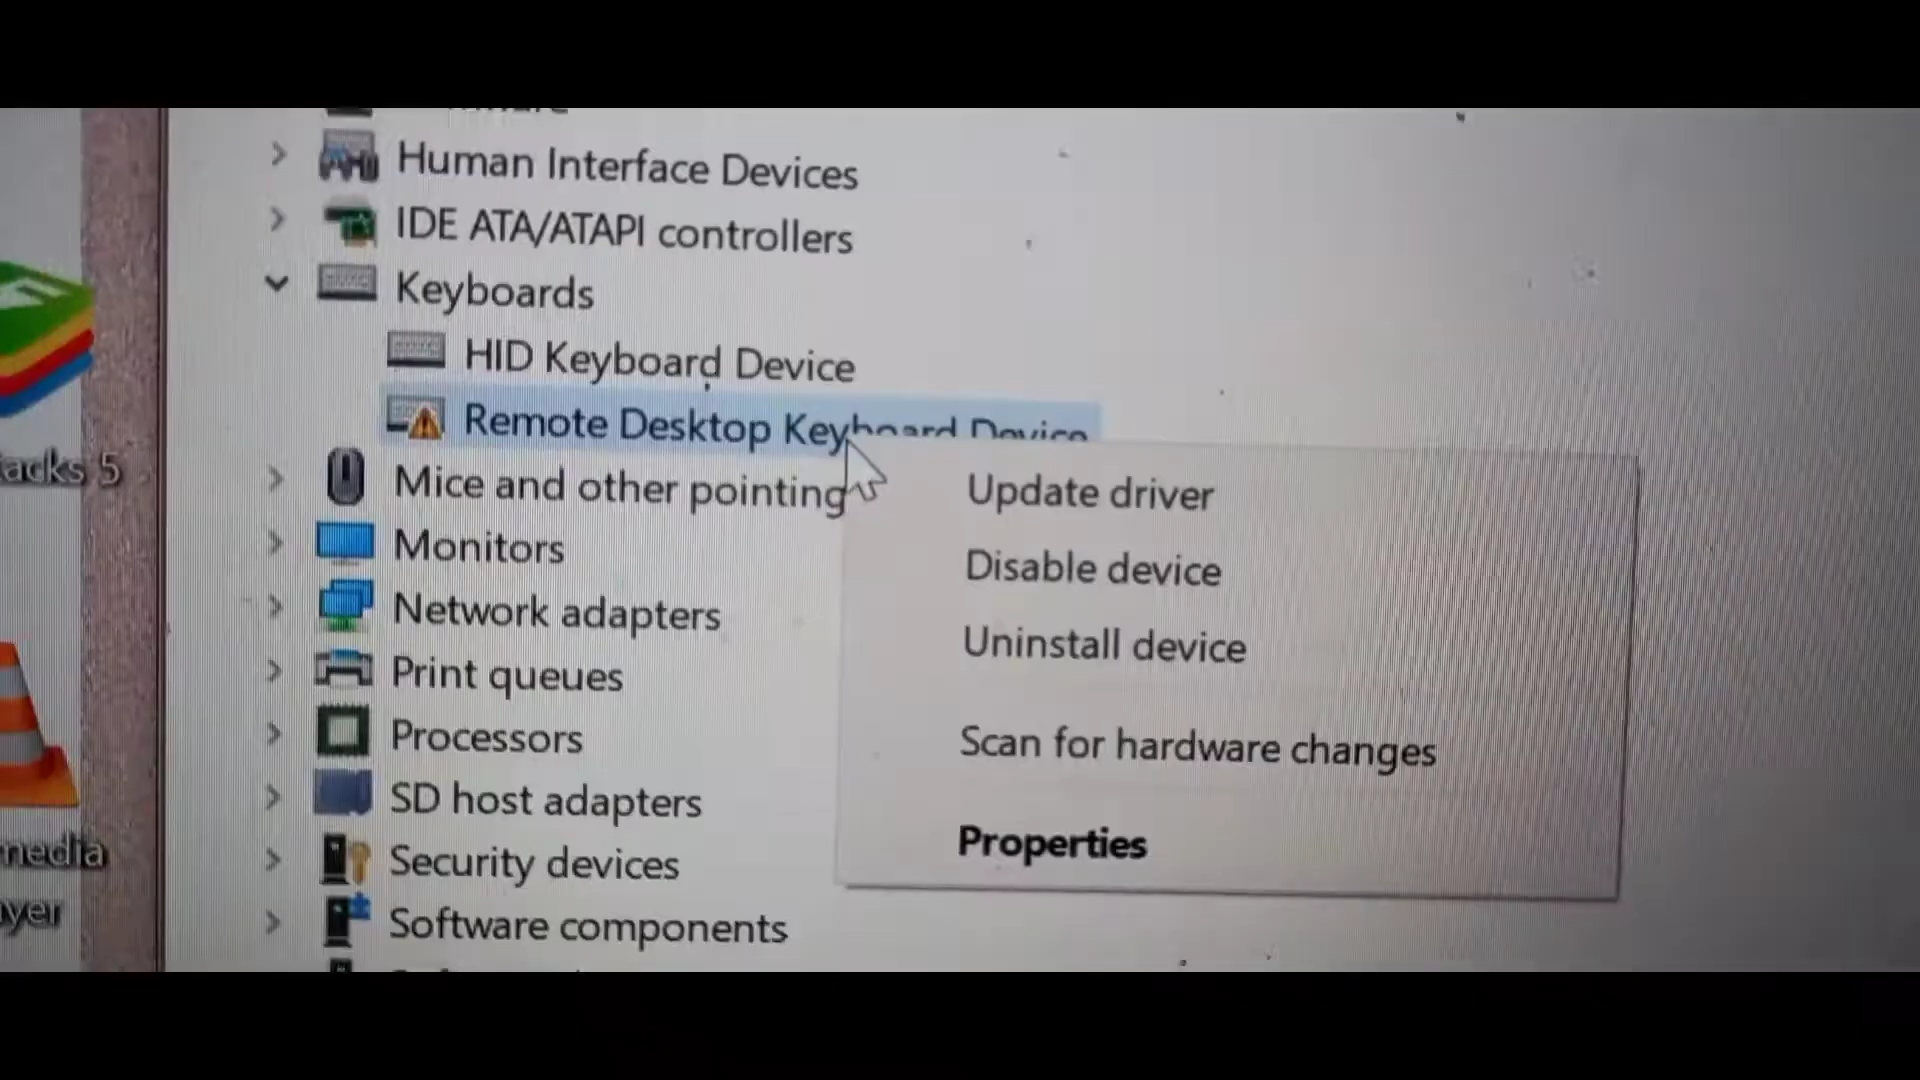 Human Interface Devices
IDE ATA/ATAPI controllers
Keyboards
HID Keyboard Device
Remote Desktop Keyboard Device
Mice and other pointing
Monitors
Network adapters
Print queues
Processors
SD host adapters
Security devices
Software components
Update driver
Disable device
Uninstall device
Scan for hardware changes
Properties
acks 5
media
ayer